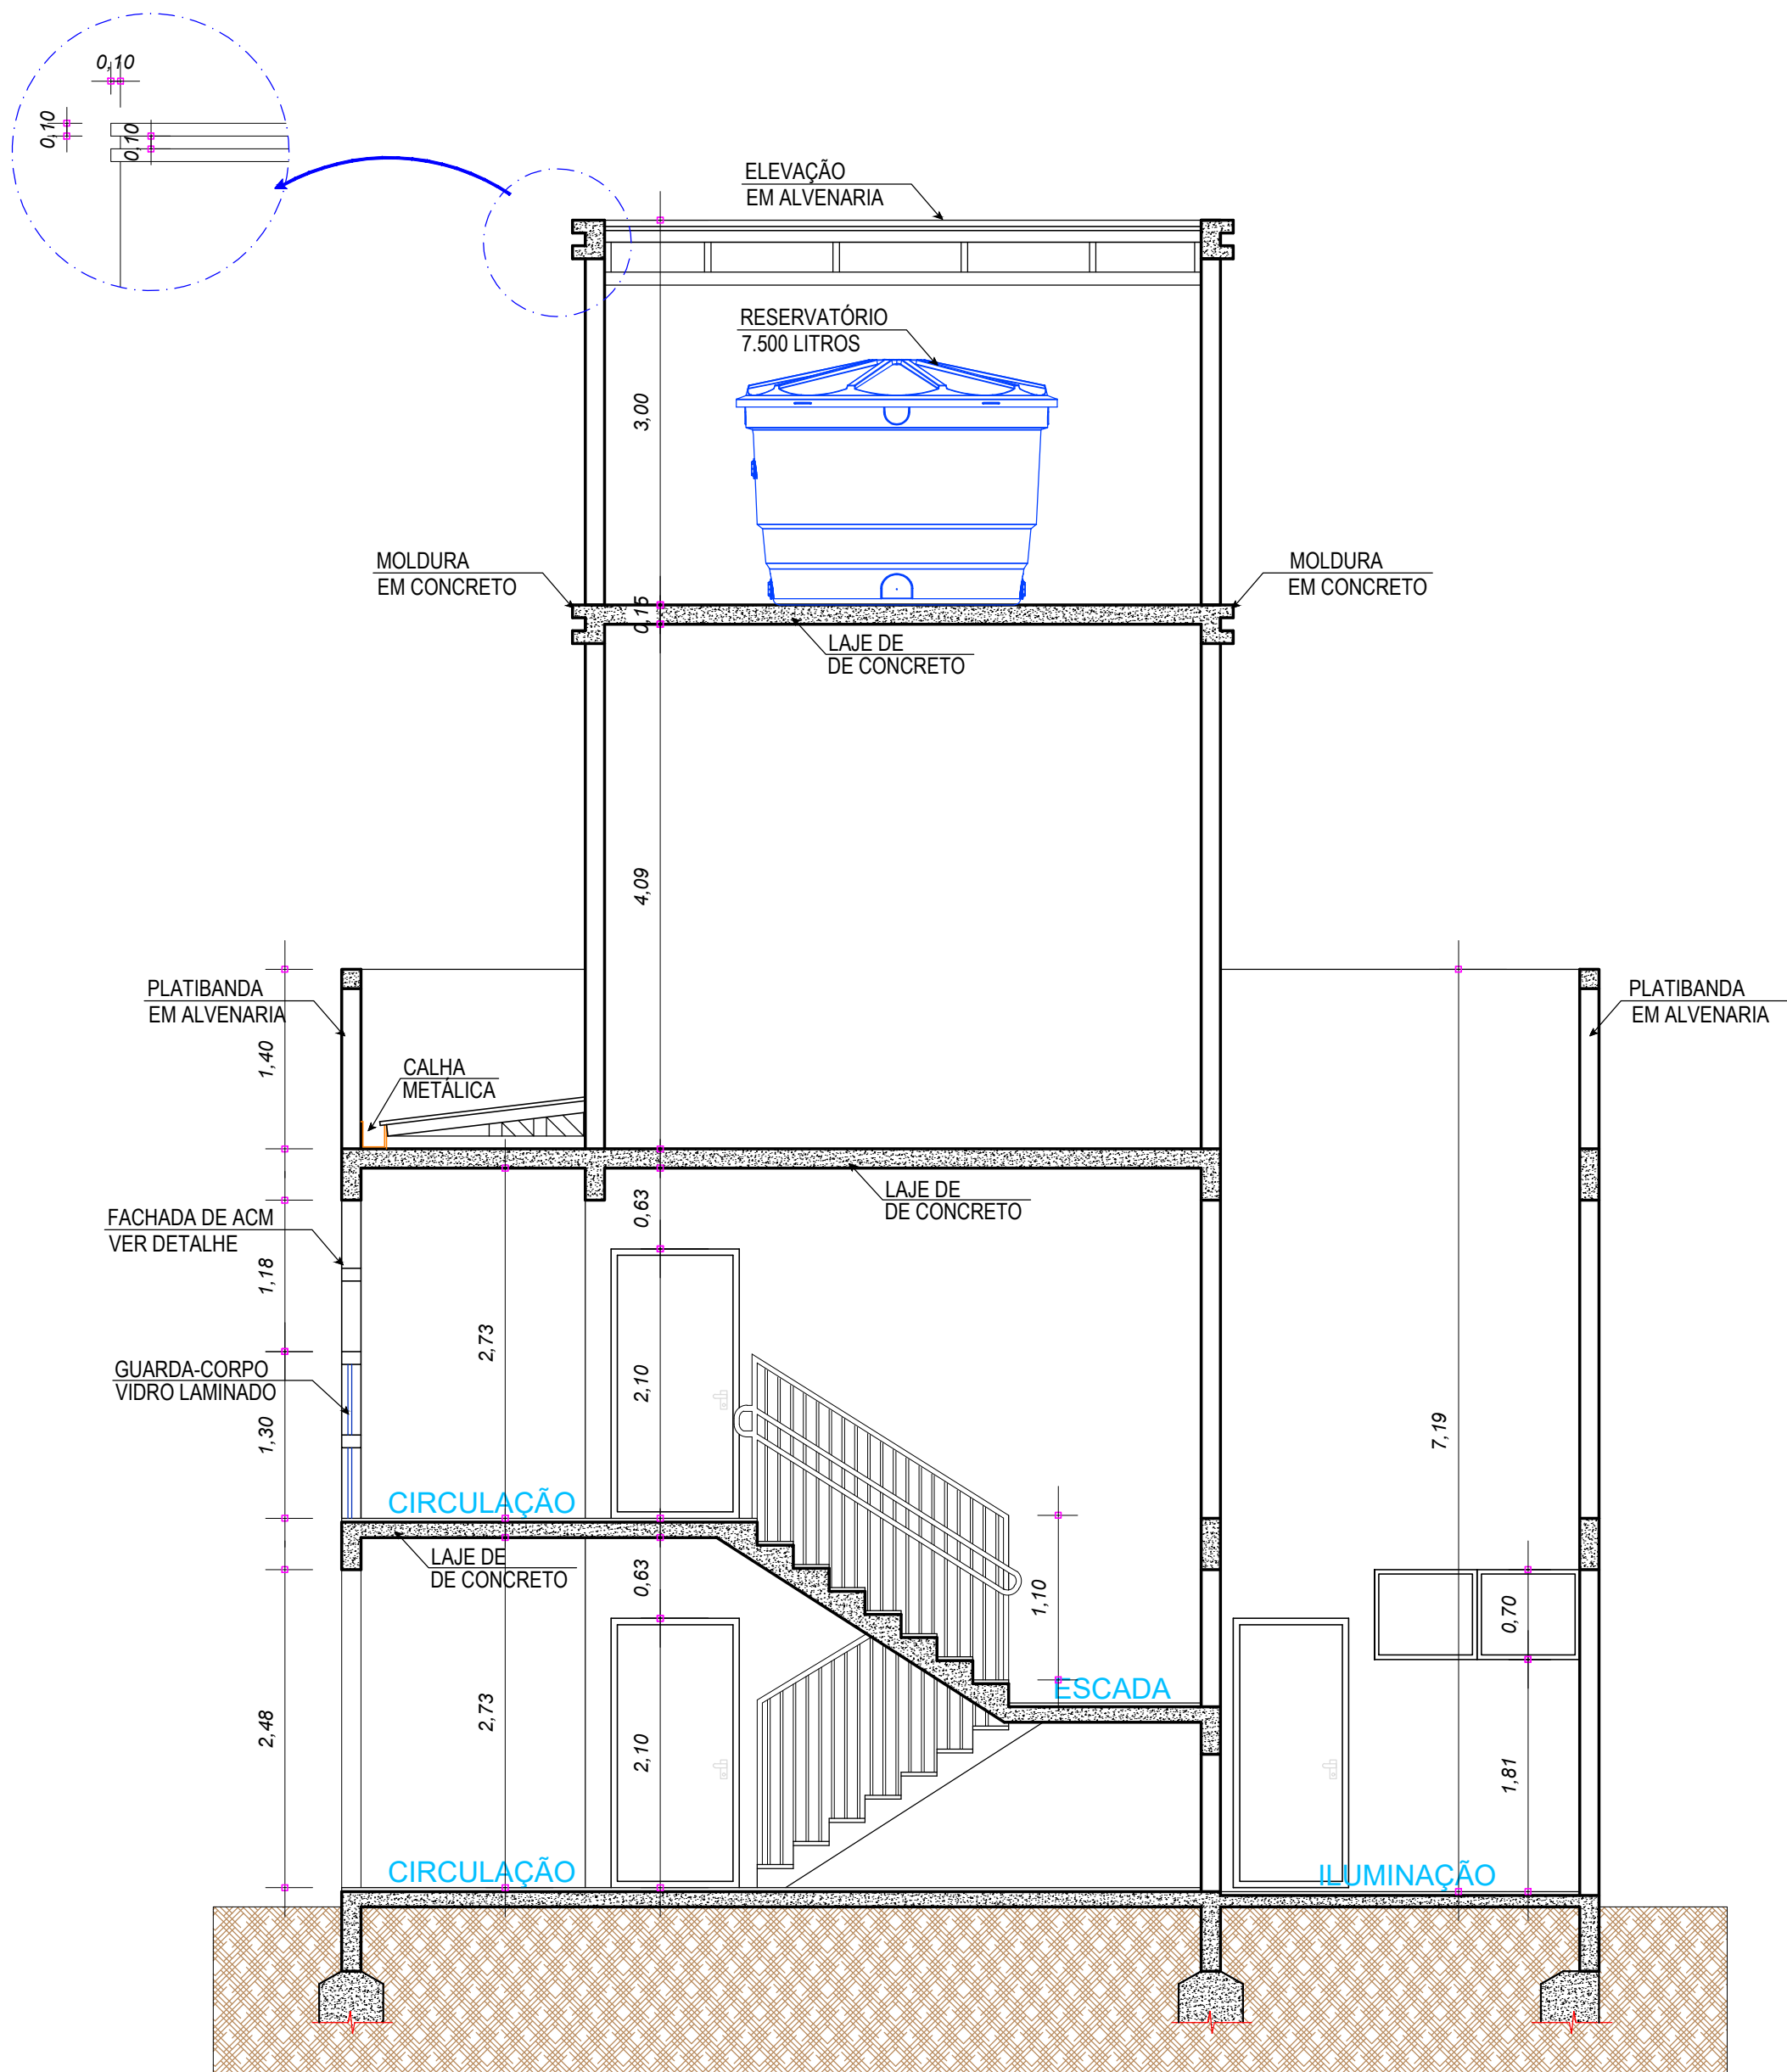 0,10
0,10
0,10
ELEVAÇÃO
EM ALVENARIA
RESERVATÓRIO
7.500 LITROS
3,00
MOLDURA
EM CONCRETO
MOLDURA
EM CONCRETO
0,15
LAJE DE
DE CONCRETO
4,09
PLATIBANDA
EM ALVENARIA
PLATIBANDA
EM ALVENARIA
1,40
CALHA
METÁLICA
LAJE DE
DE CONCRETO
0,63
FACHADA DE ACM
VER DETALHE
1,18
2,73
2,10
GUARDA-CORPO
VIDRO LAMINADO
1,30
7,19
CIRCULAÇÃO
LAJE DE
DE CONCRETO
0,63
1,10
0,70
ESCADA
2,48
2,73
2,10
1,81
CIRCULAÇÃO
ILUMINAÇÃO